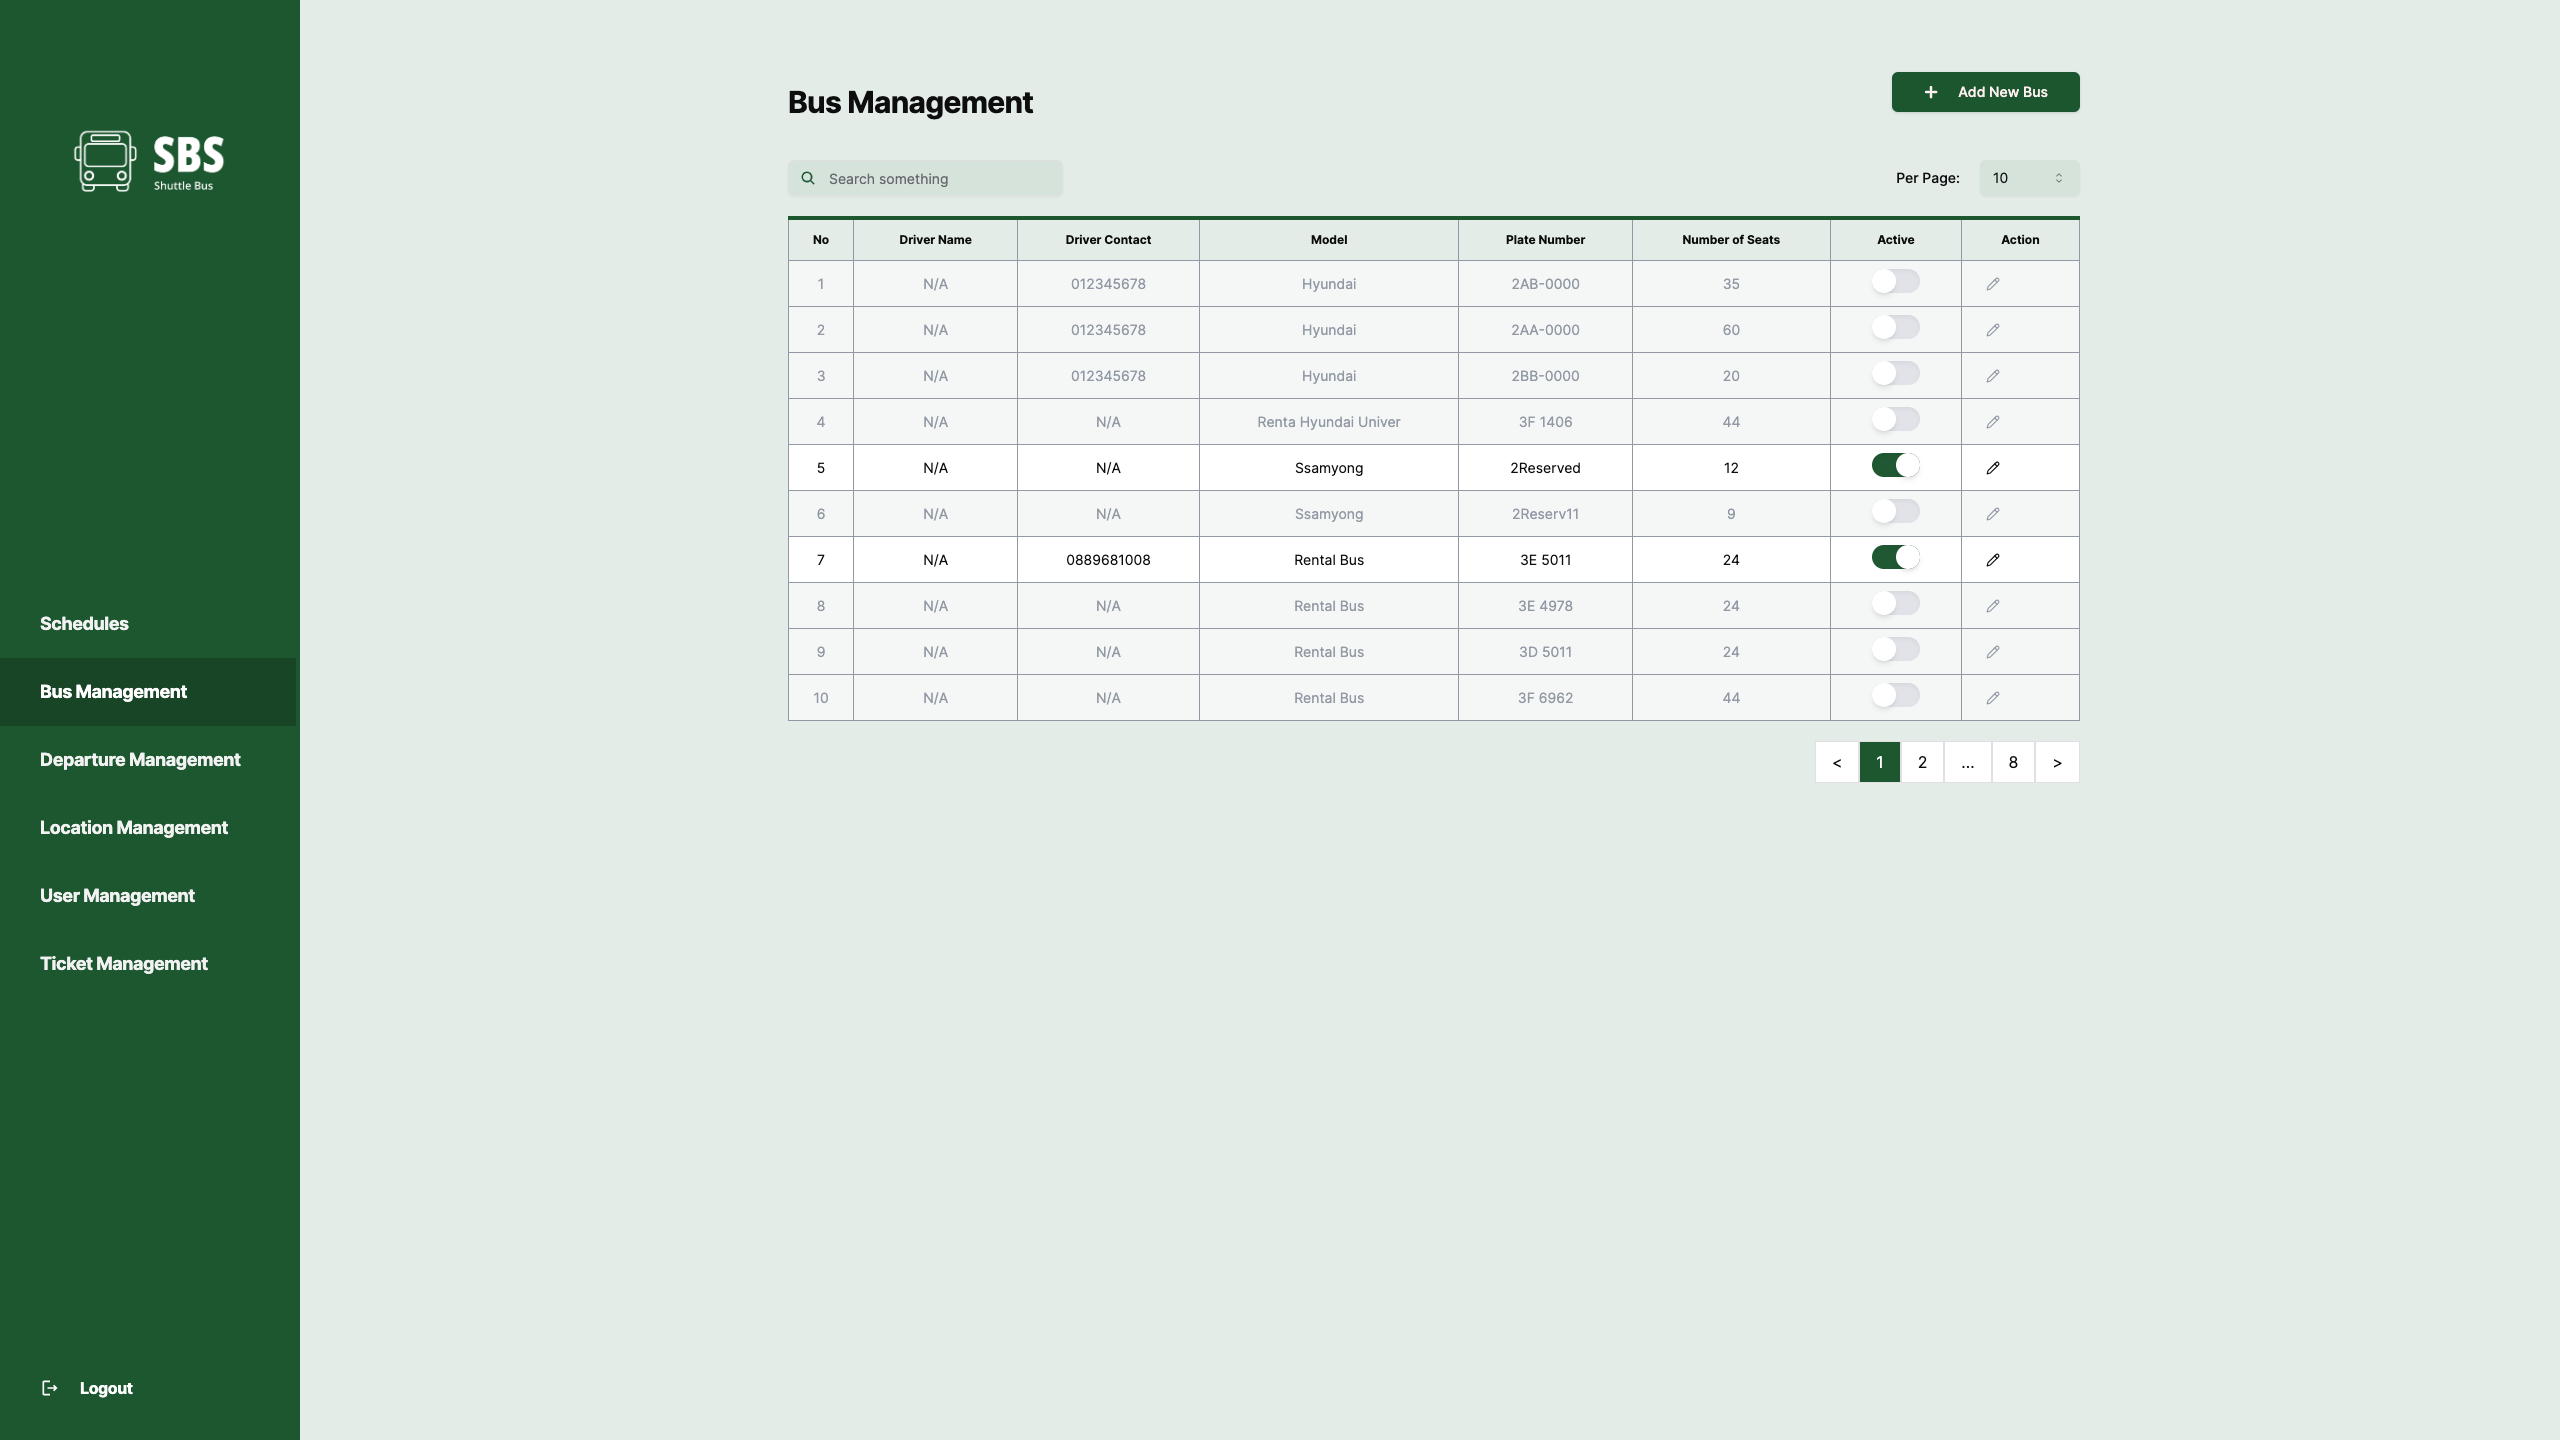 SBS
Shuttle Bus
Schedules
Bus Management
Departure Management
Location Management
User Management
Ticket Management
Logout
Bus Management
+ Add New Bus
Search something
Per Page: 10
No Driver Name Driver Contact Model Plate Number Number of Seats Active Action
1 N/A 012345678 Hyundai 2AB-0000 35
2 N/A 012345678 Hyundai 2AA-0000 60
3 N/A 012345678 Hyundai 2BB-0000 20
4 N/A N/A Renta Hyundai Univer 3F 1406 44
5 N/A N/A Ssamyong 2Reserved 12
6 N/A N/A Ssamyong 2Reserv11 9
7 N/A 0889681008 Rental Bus 3E 5011 24
8 N/A N/A Rental Bus 3E 4978 24
9 N/A N/A Rental Bus 3D 5011 24
10 N/A N/A Rental Bus 3F 6962 44
< 1 2 ... 8 >